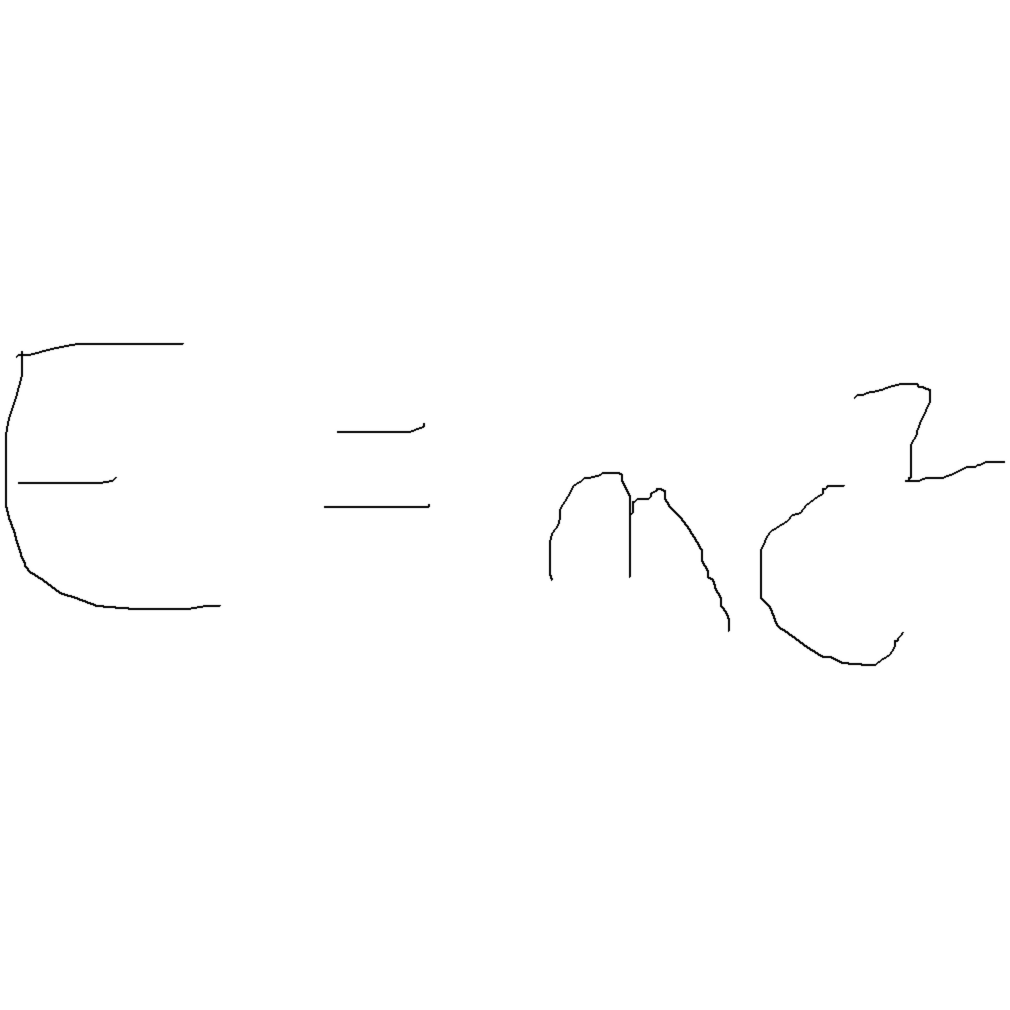 E = mc²